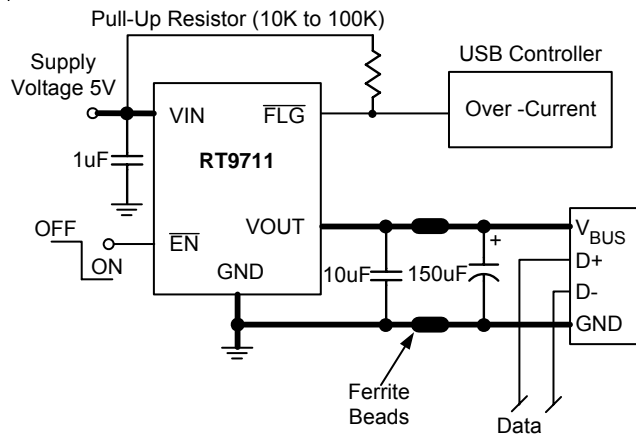 Pull-Up Resistor (10K to 100K)
Supply
Voltage 5V
USB Controller
VIN
FLG
Over -Current
1uF
RT9711
OFF
ON
EN
VOUT
GND
10uF
150uF
+
VBUS
D+
D-
GND
Ferrite
Beads
Data